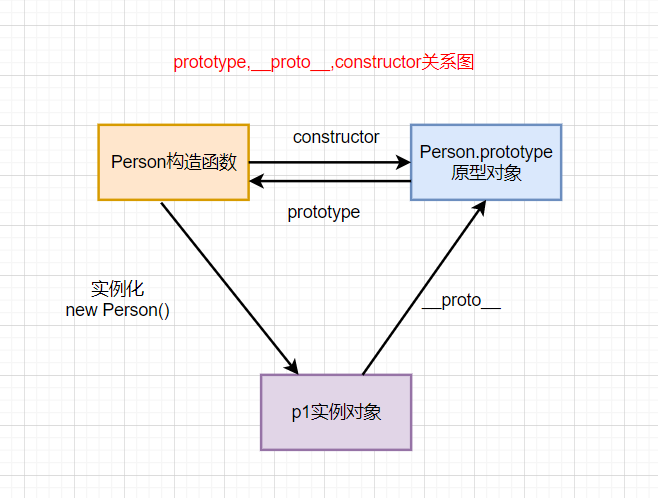 prototype,__proto__,constructor关系图
constructor
Person构造函数
Person.prototype
原型对象
prototype
实例化
new Person()
__proto__
p1实例对象